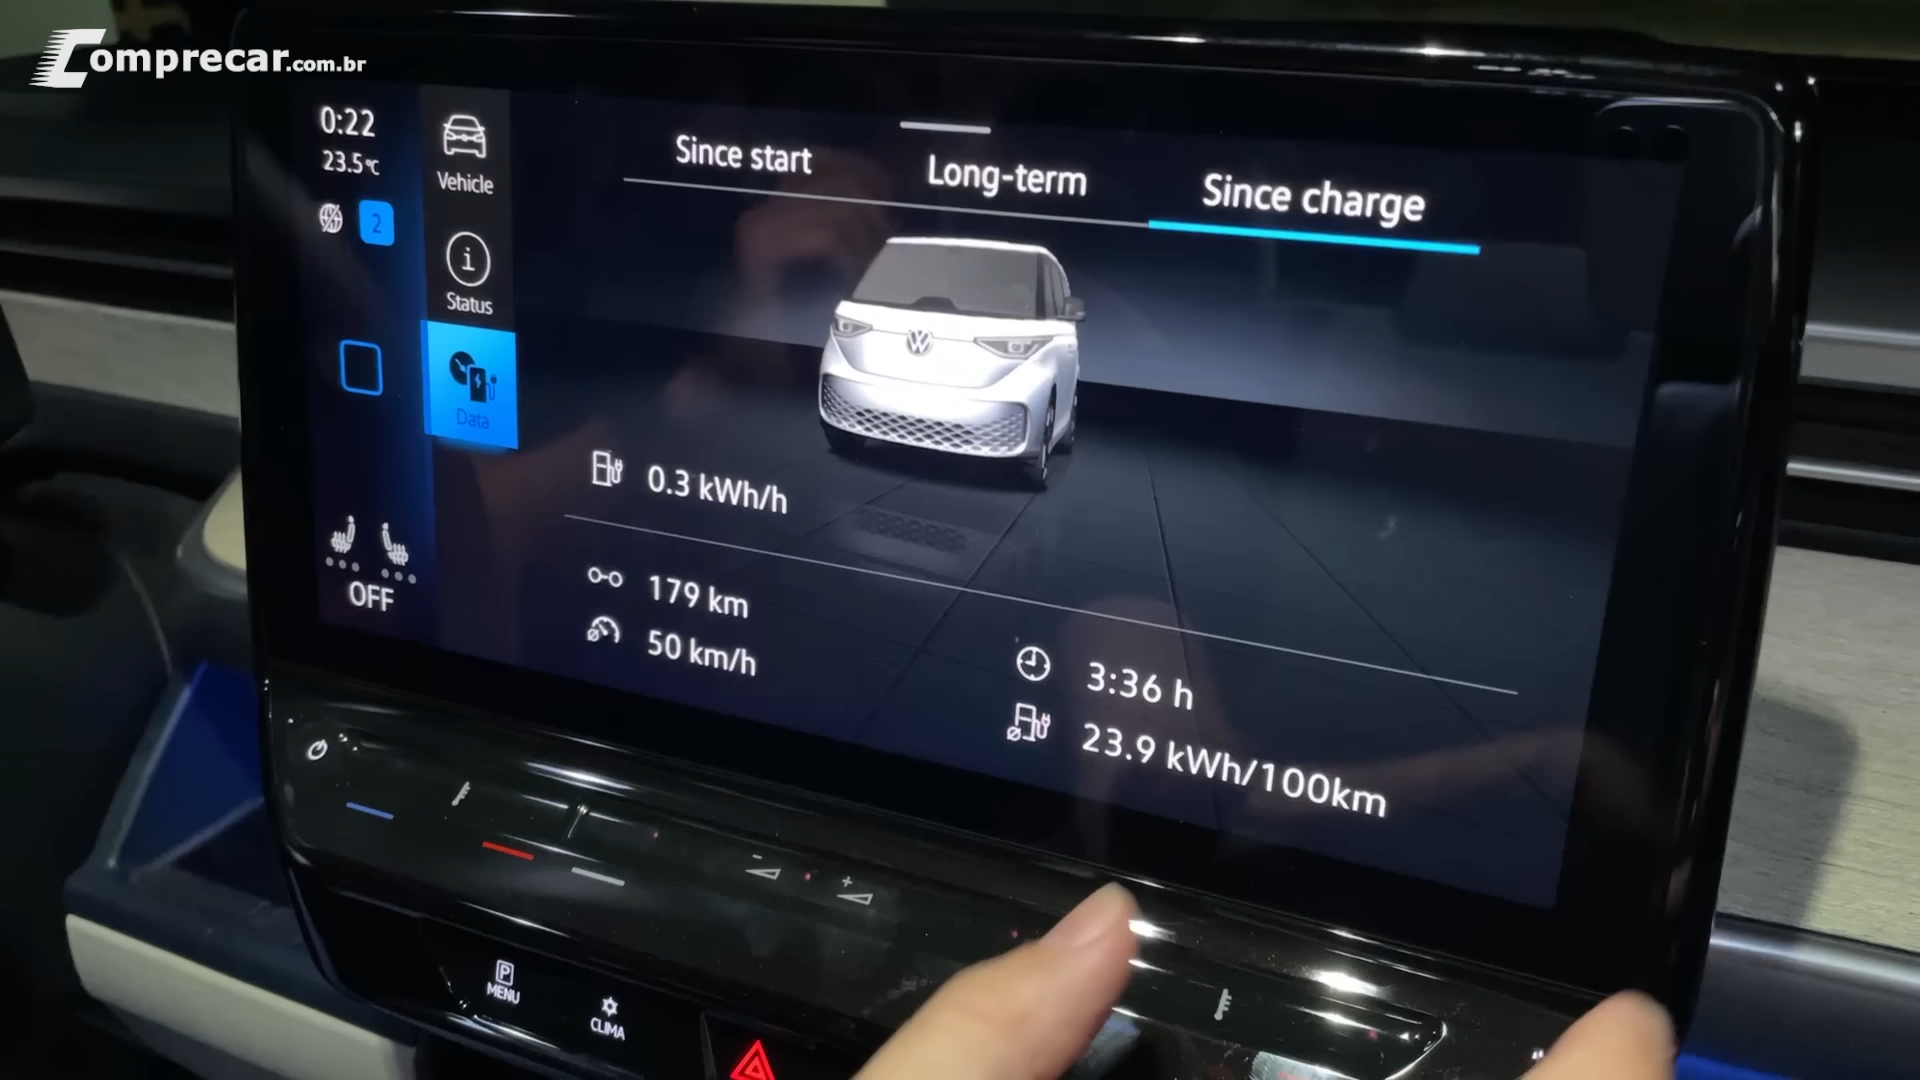 Comprecar.com.br
0:22
23.5°C
2
Vehicle
Status
Data
OFF
Since start
Long-term
Since charge
0.3 kWh/h
179 km
50 km/h
3:36 h
23.9 kWh/100km
P
MENU
CLIMA